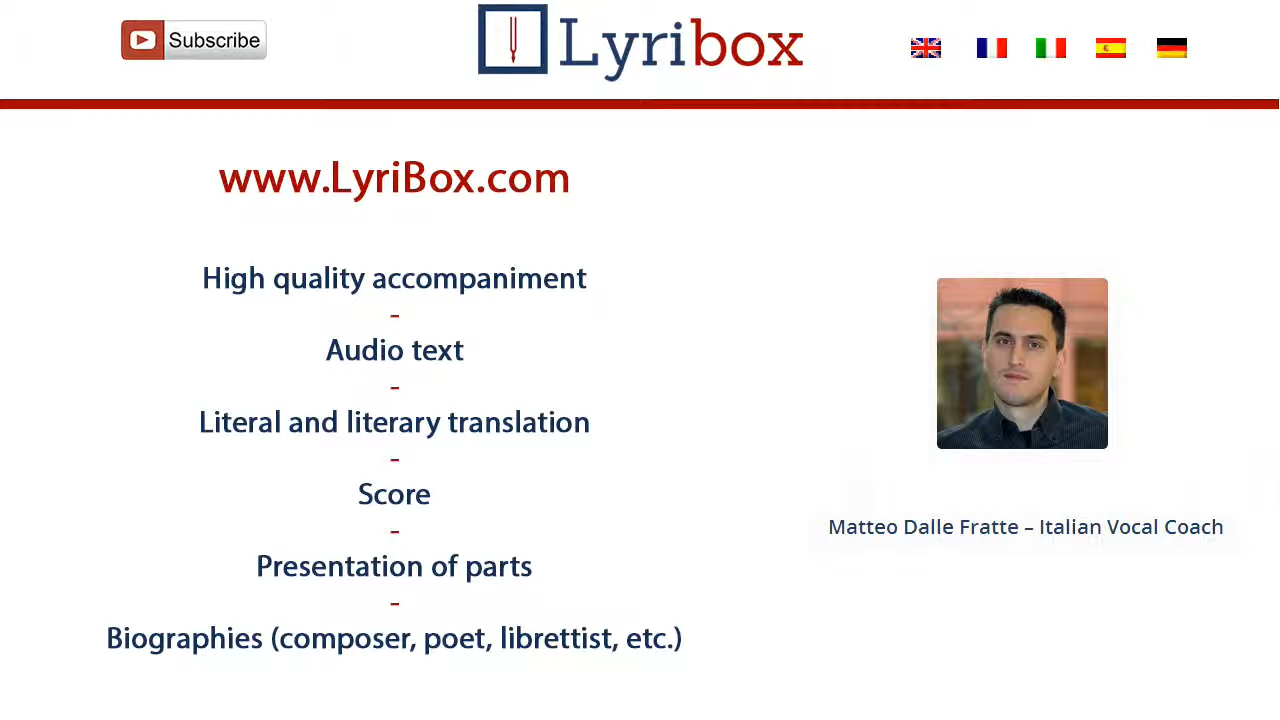 Subscribe
Lyribox
www.LyriBox.com
High quality accompaniment
-
Audio text
-
Literal and literary translation
-
Score
-
Presentation of parts
-
Biographies (composer, poet, librettist, etc.)
Matteo Dalle Fratte – Italian Vocal Coach